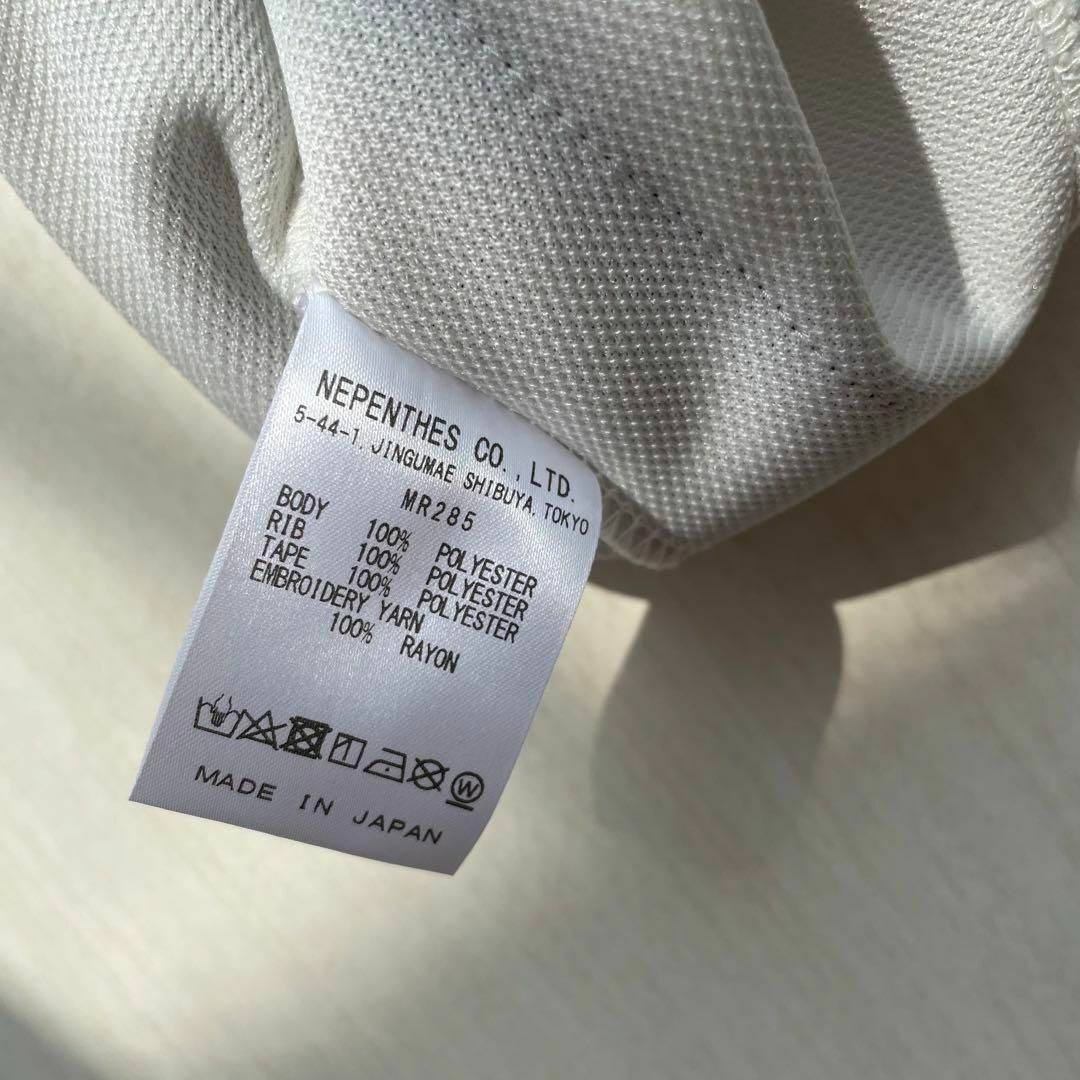 NEPENTHES CO., LTD.
5-44-1, JINGUMAE SHIBUYA, TOKYO
MR285
BODY 100% POLYESTER
RIB 100% POLYESTER
TAPE 100% POLYESTER
EMBROIDERY YARN
100% RAYON
W
MADE IN JAPAN